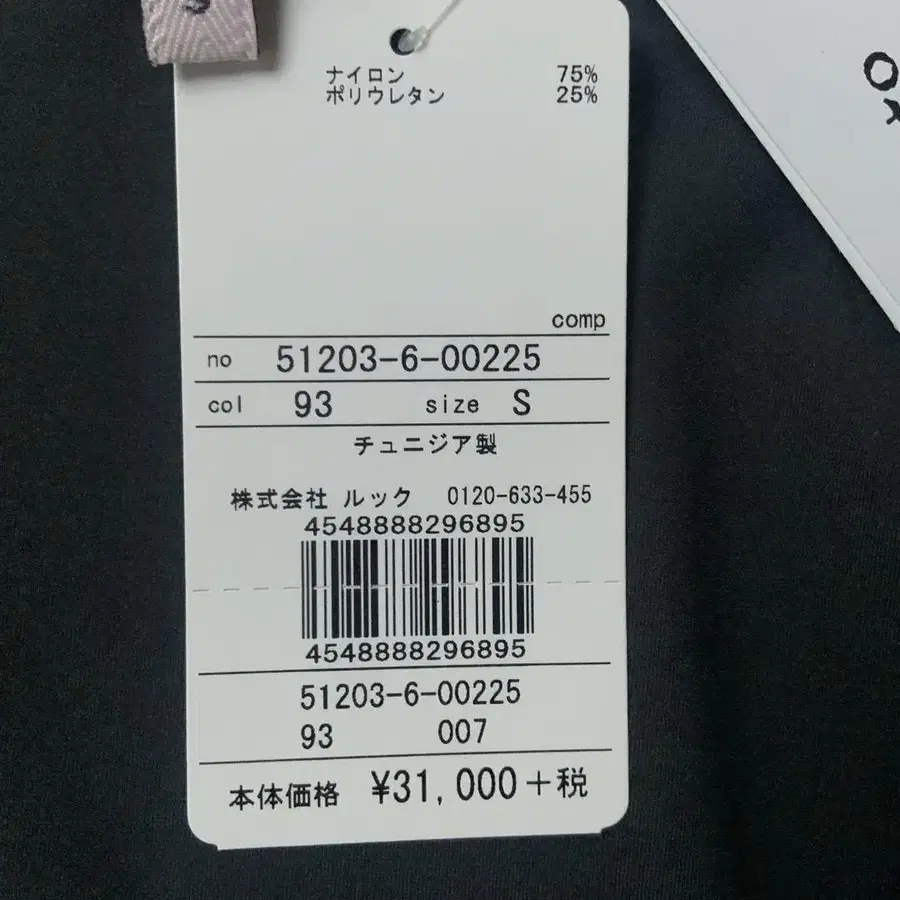 ナイロン 75%
ポリウレタン 25%
comp
no 51203-6-00225
col 93 size S
チュニジア製
株式会社 ルック 0120-633-455
4548888296895
4548888296895
51203-6-00225
93 007
本体価格 ¥31,000+税